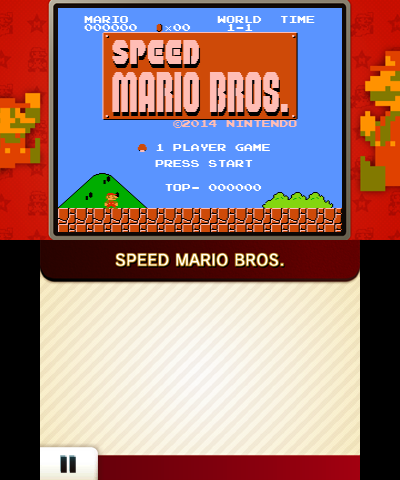 MARIO WORLD TIME
000000 x00 1-1
SPEED
MARIO BROS.
©2014 NINTENDO
1 PLAYER GAME
PRESS START
TOP- 000000
SPEED MARIO BROS.